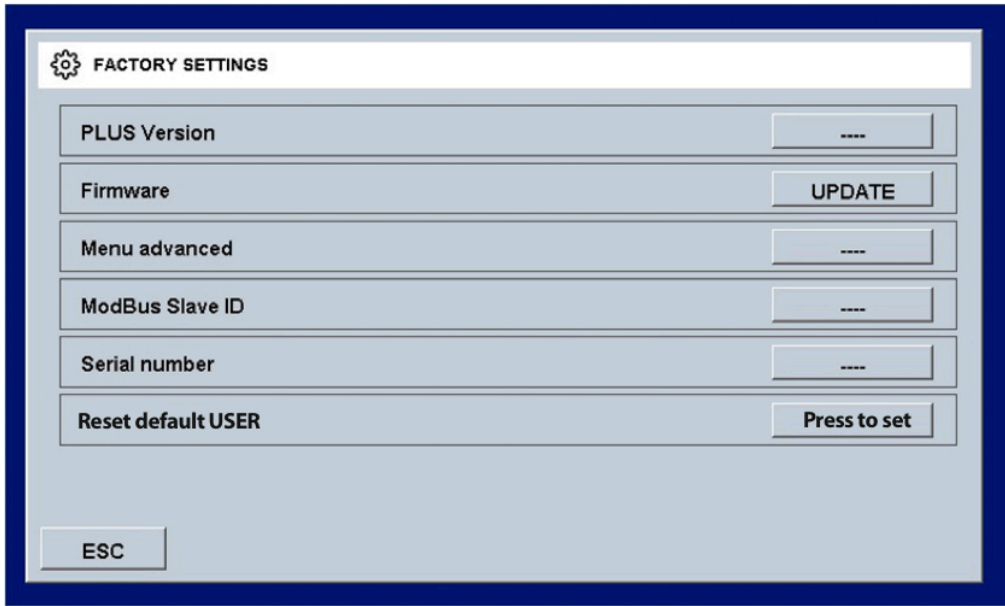 FACTORY SETTINGS
PLUS Version ----
Firmware UPDATE
Menu advanced ----
ModBus Slave ID ----
Serial number ----
Reset default USER Press to set
ESC